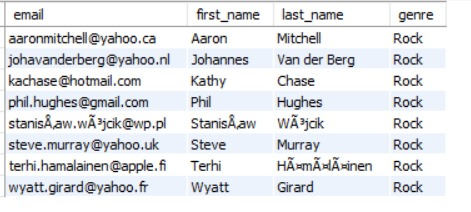 email first_name last_name genre
aaronmitchell@yahoo.ca Aaron Mitchell Rock
johavanderberg@yahoo.nl Johannes Van der Berg Rock
kachase@hotmail.com Kathy Chase Rock
phil.hughes@gmail.com Phil Hughes Rock
stanisÅ‚aw.wÃ³jcik@wp.pl StanisÅ‚aw WÃ³jcik Rock
steve.murray@yahoo.uk Steve Murray Rock
terhi.hamalainen@apple.fi Terhi HÃ¤mÃ¤lÃ¤inen Rock
wyatt.girard@yahoo.fr Wyatt Girard Rock